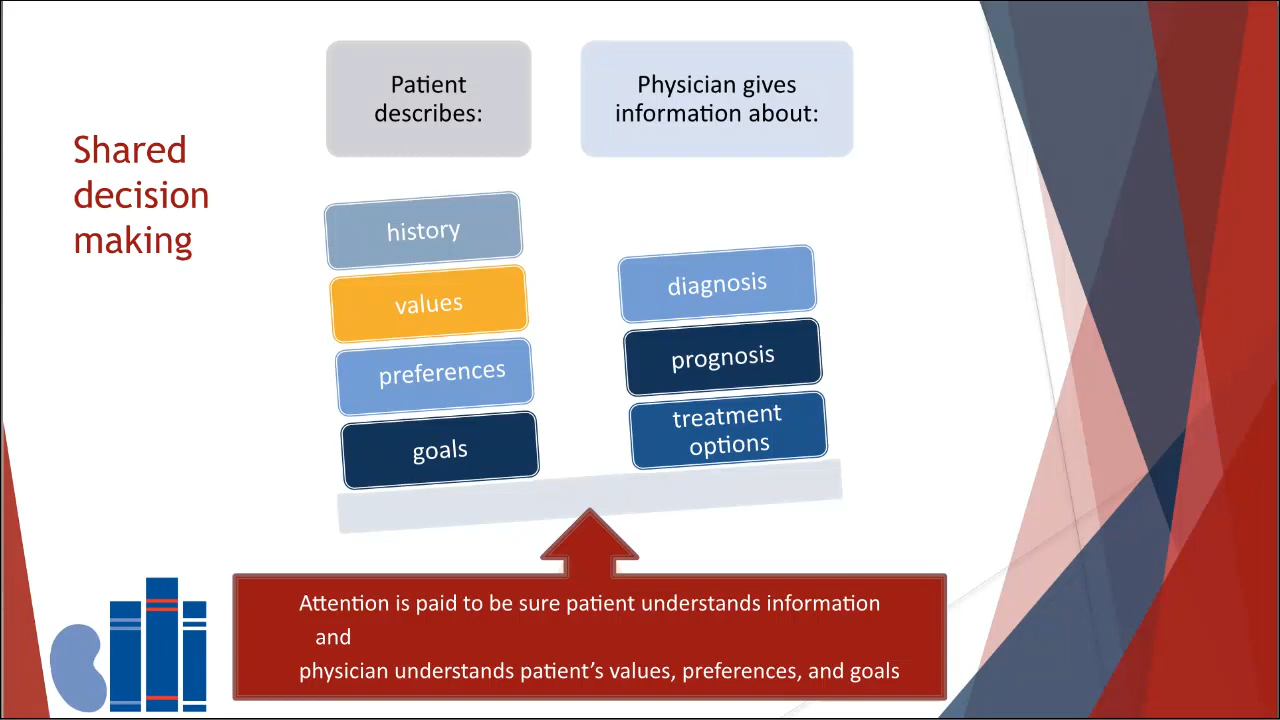 Shared
decision
making
Patient
describes:
history
values
preferences
goals
Physician gives
information about:
diagnosis
prognosis
treatment
options
Attention is paid to be sure patient understands information
and
physician understands patient’s values, preferences, and goals